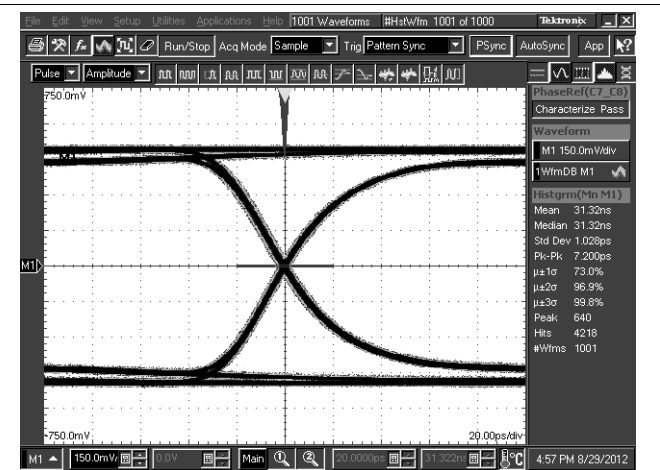 File Edit View Setup Utilities Applications Help 1001 Waveforms #HstWfm 1001 of 1000 Tektronix
Run/Stop Acq Mode Sample Trig Pattern Sync PSync AutoSync App
Pulse Amplitude
750.0mV
PhaseRef(C7_C8)
Characterize Pass
Waveform
M1 150.0mV/div
1WfmDB M1
Histgrm(Mn M1)
Mean 31.32ns
Median 31.32ns
Std Dev 1.028ps
Pk-Pk 7.200ps
µ±1σ 73.0%
µ±2σ 96.9%
µ±3σ 99.8%
Peak 640
Hits 4218
#Wfms 1001
M1
-750.0mV
20.00ps/div
M1 150.0mV/ 0.0V Main 1 2 20.0000ps 31.322ns °C 4:57 PM 8/29/2012